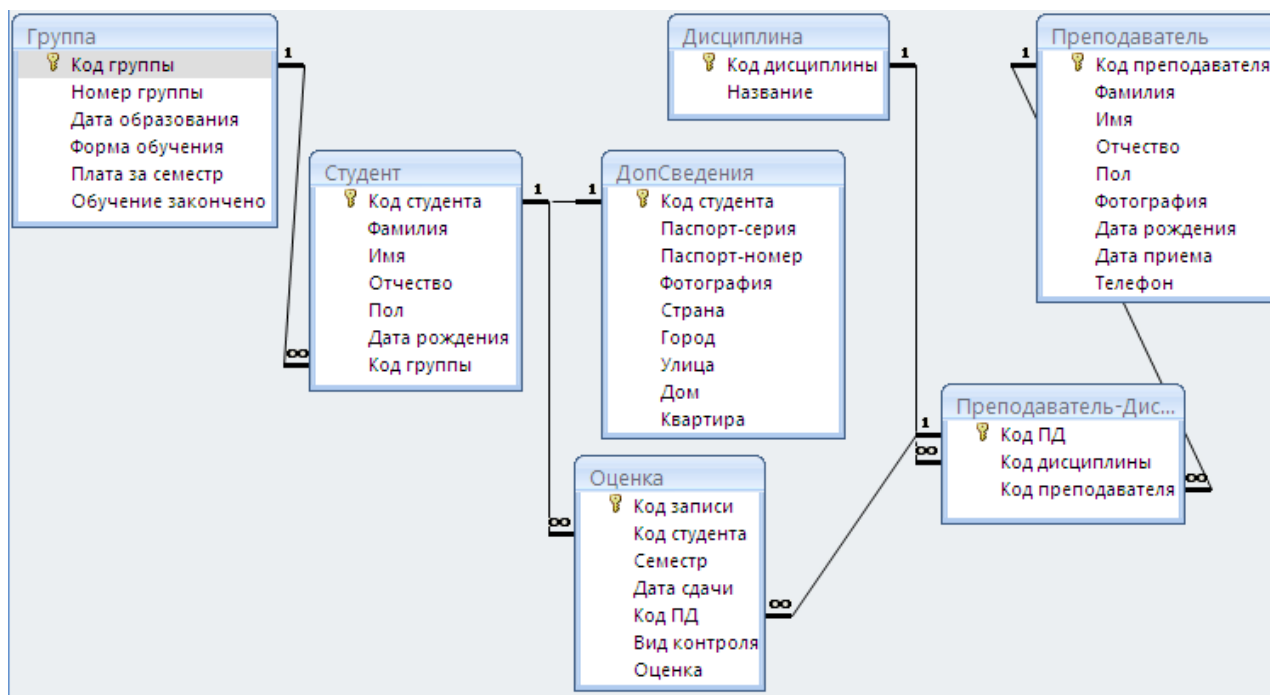 Группа
Код группы
Номер группы
Дата образования
Форма обучения
Плата за семестр
Обучение закончено
1
∞
Студент
Код студента
Фамилия
Имя
Отчество
Пол
Дата рождения
Код группы
1
1
∞
ДопСведения
Код студента
Паспорт-серия
Паспорт-номер
Фотография
Страна
Город
Улица
Дом
Квартира
Дисциплина
Код дисциплины
Название
1
Преподаватель
Код преподавателя
Фамилия
Имя
Отчество
Пол
Фотография
Дата рождения
Дата приема
Телефон
1
Преподаватель-Дис...
Код ПД
Код дисциплины
Код преподавателя
1
∞
∞
Оценка
Код записи
Код студента
Семестр
Дата сдачи
Код ПД
Вид контроля
Оценка
∞